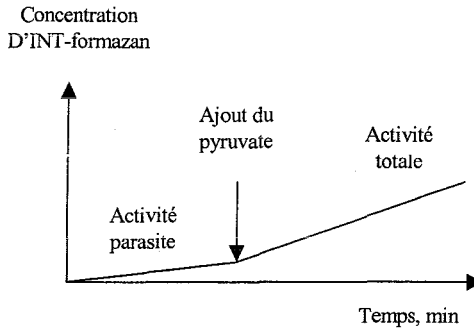 Concentration
D'INT-formazan
Ajout du
pyruvate
Activité
totale
Activité
parasite
Temps, min